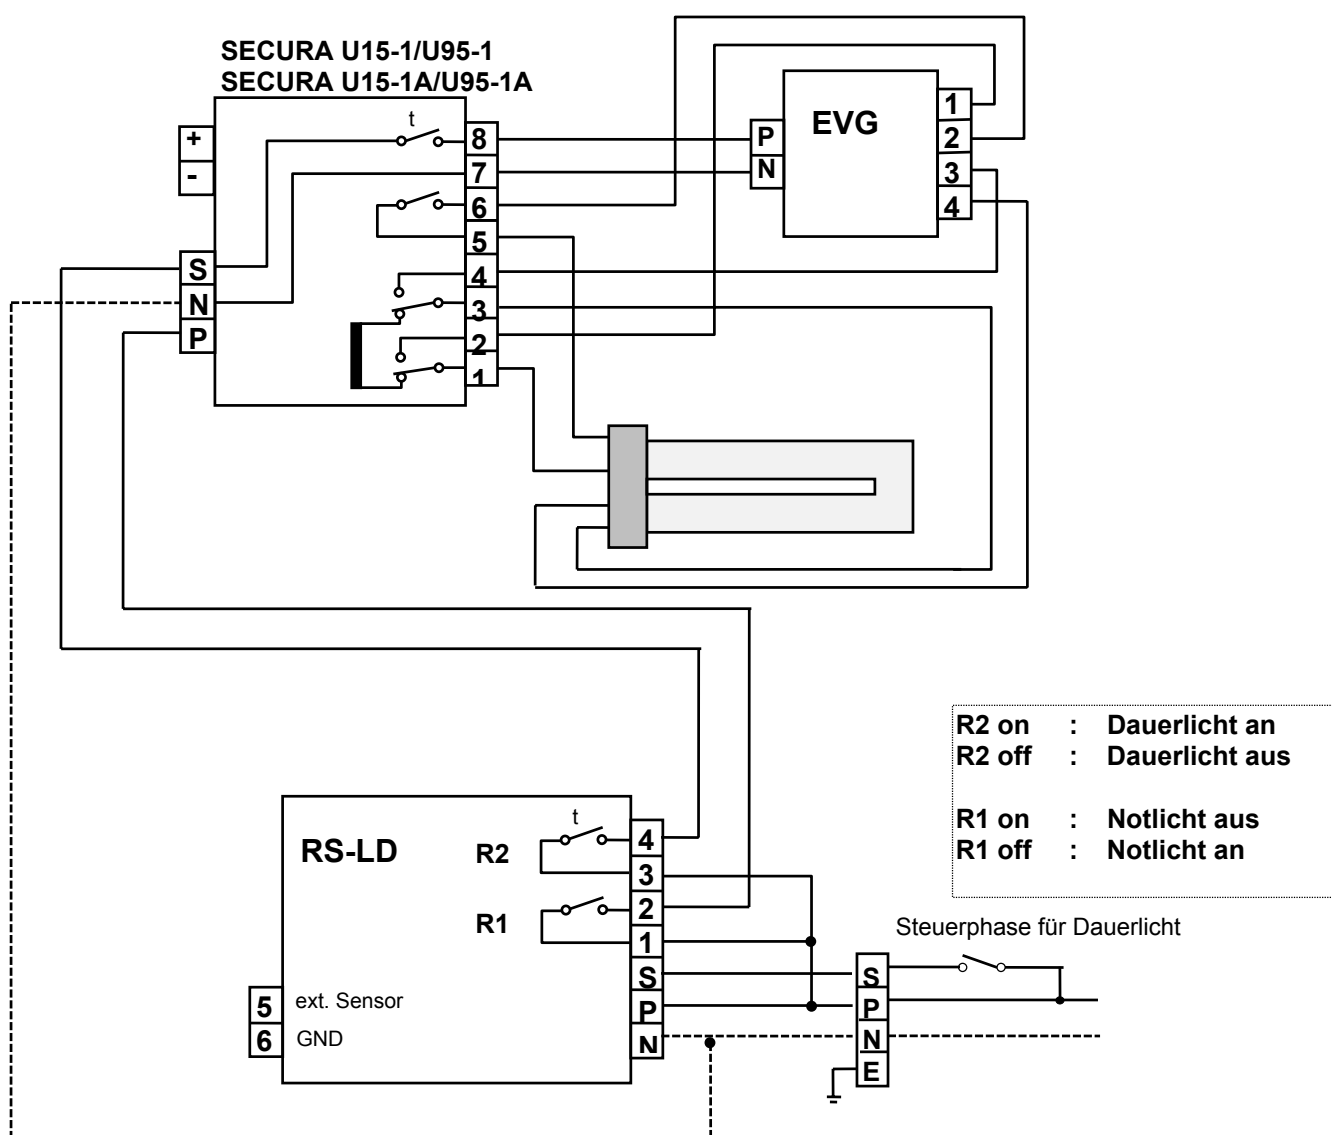 SECURA U15-1/U95-1
SECURA U15-1A/U95-1A
+
-
S
N
P
t
8
7
6
5
4
3
2
1
EVG
P
N
1
2
3
4
R2 on : Dauerlicht an
R2 off : Dauerlicht aus
R1 on : Notlicht aus
R1 off : Notlicht an
RS-LD
t
R2
R1
4
3
2
1
S
P
N
5 ext. Sensor
6 GND
Steuerphase für Dauerlicht
S
P
N
E